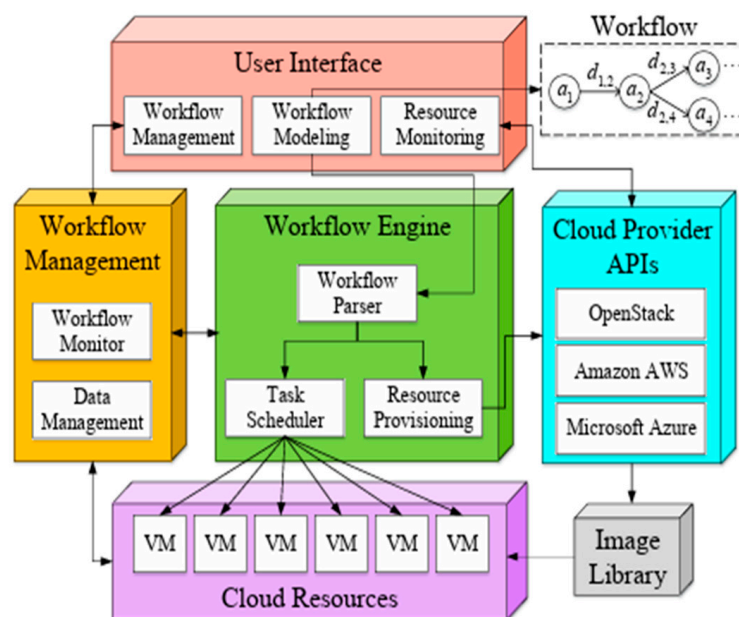 Workflow
a1 d1,2 a2 d2,3 a3 ...
d2,4 a4 ...
User Interface
Workflow
Management
Workflow
Modeling
Resource
Monitoring
Workflow
Management
Workflow
Monitor
Data
Management
Workflow Engine
Workflow
Parser
Task
Scheduler
Resource
Provisioning
Cloud Provider
APIs
OpenStack
Amazon AWS
Microsoft Azure
VM VM VM VM VM VM
Cloud Resources
Image
Library